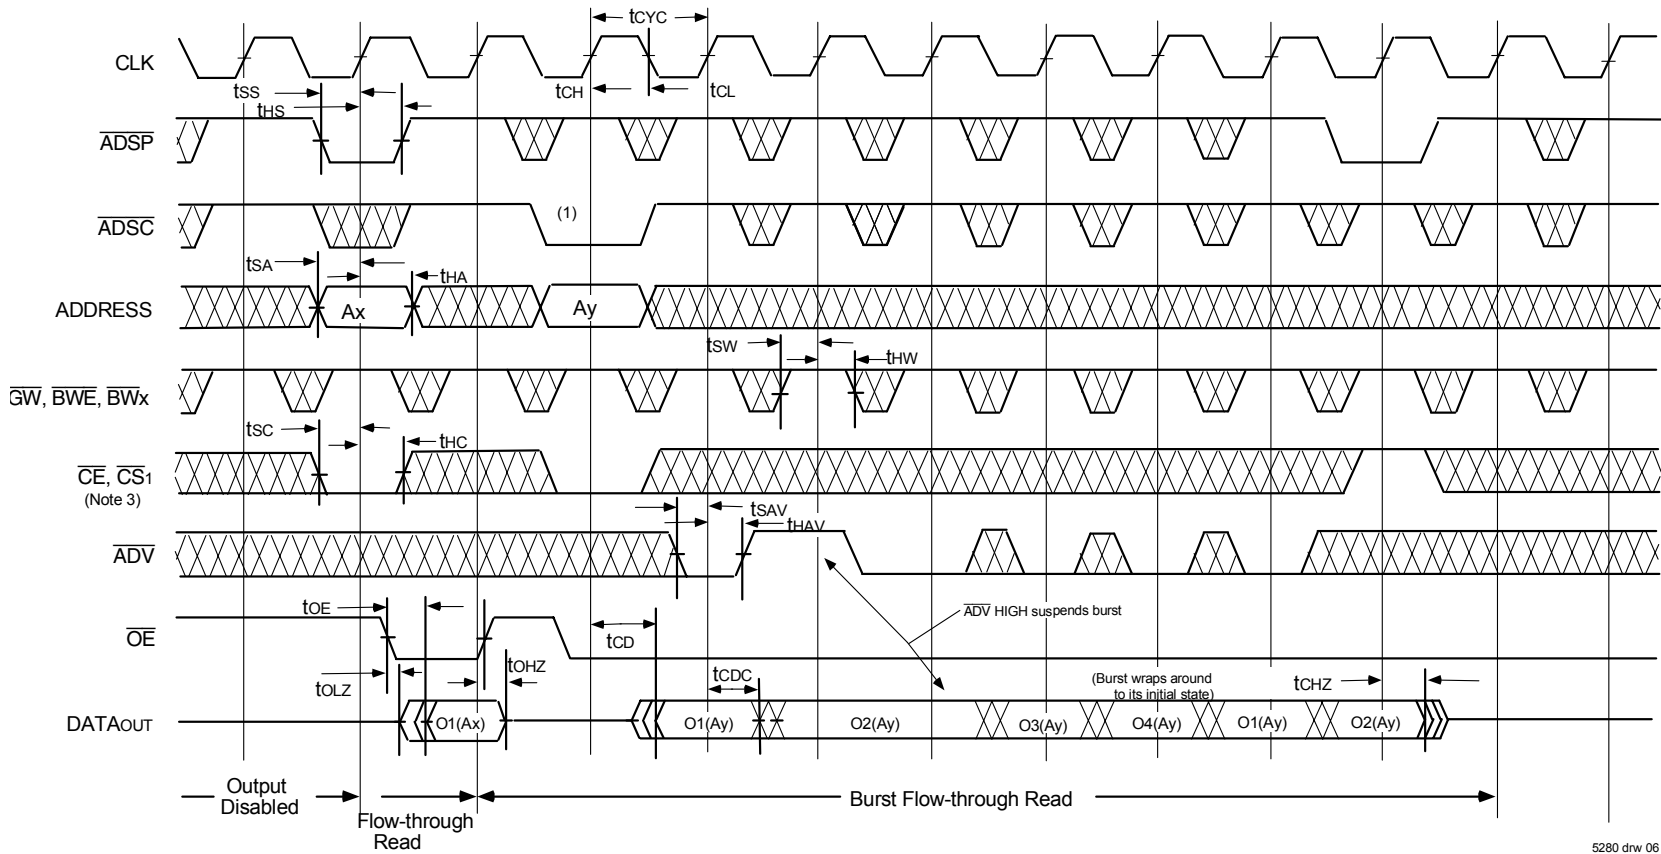 tCYC
CLK
tSS
tCH
tCL
tHS
ADSP
(1)
ADSC
tSA
tHA
ADDRESS
Ax
Ay
tSW
tHW
GW, BWE, BWx
tSC
tHC
CE, CS1
(Note 3)
tSAV
tHAV
ADV
tOE
ADV HIGH suspends burst
OE
tCD
tOHZ
tOLZ
tCDC
(Burst wraps around
to its initial state)
tCHZ
DATAOUT
O1(Ax)
O1(Ay)
O2(Ay)
O3(Ay)
O4(Ay)
O1(Ay)
O2(Ay)
Output
Disabled
Flow-through
Read
Burst Flow-through Read
5280 drw 06